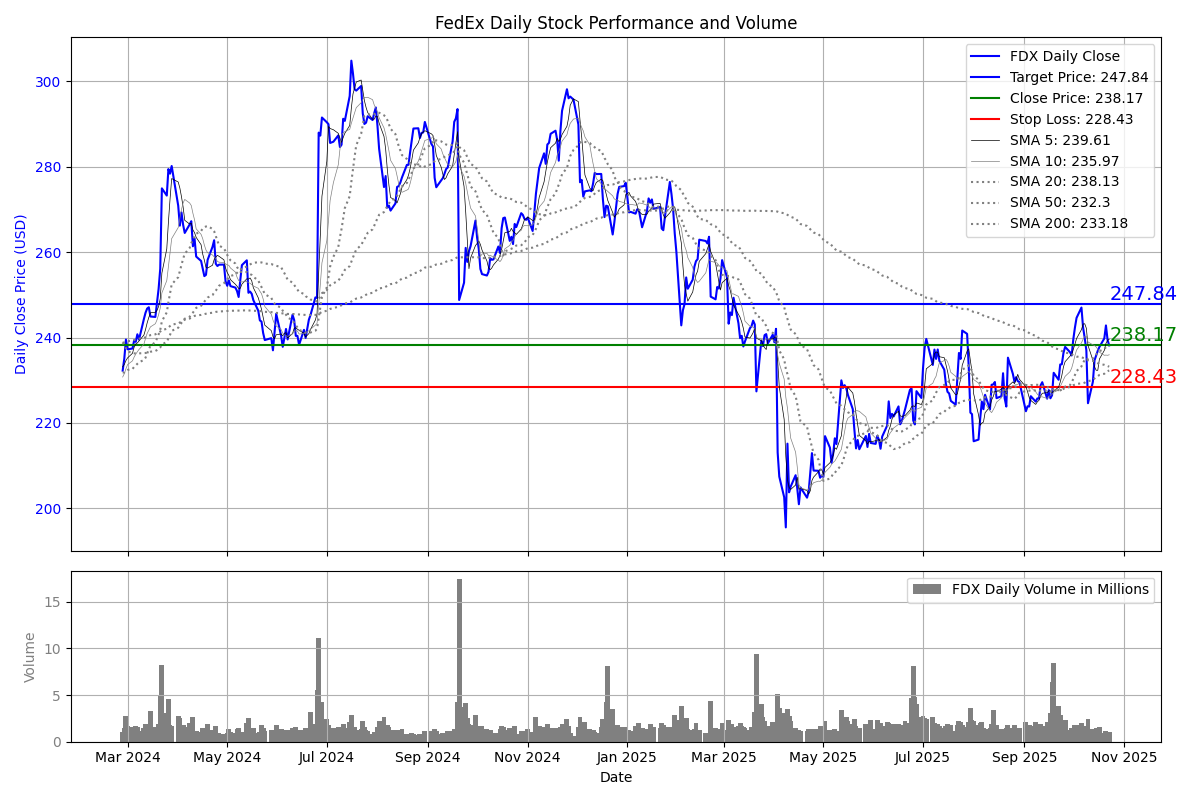 FedEx Daily Stock Performance and Volume
Daily Close Price (USD)
300
280
260
240
220
200
FDX Daily Close
Target Price: 247.84
Close Price: 238.17
Stop Loss: 228.43
SMA 5: 239.61
SMA 10: 235.97
SMA 20: 238.13
SMA 50: 232.3
SMA 200: 233.18
247.84
238.17
228.43
Volume
15
10
5
0
FDX Daily Volume in Millions
Mar 2024 May 2024 Jul 2024 Sep 2024 Nov 2024 Jan 2025 Mar 2025 May 2025 Jul 2025 Sep 2025 Nov 2025
Date